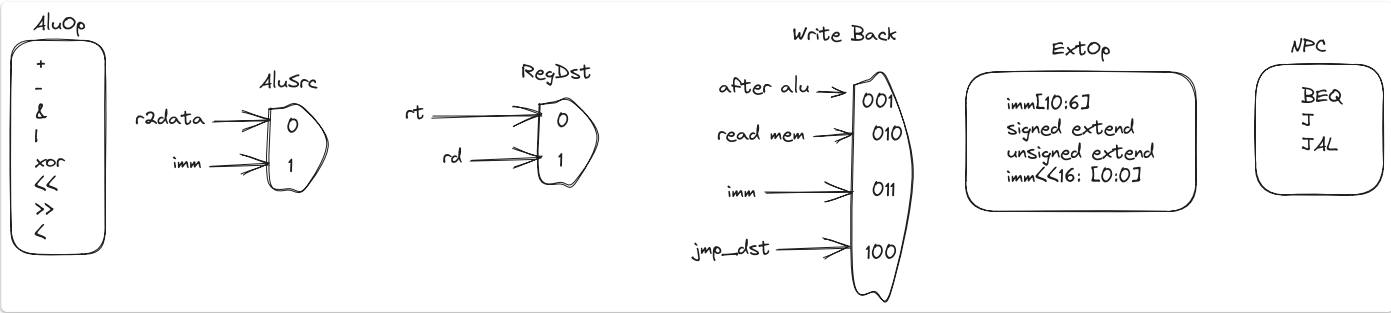 AluOp
+
-
&
|
xor
<<
>>
<
AluSrc
r2data
0
imm
1
RegDst
rt
0
rd
1
Write Back
after alu
001
read mem
010
imm
011
jmp_dst
100
ExtOp
imm[10:6]
signed extend
unsigned extend
imm<<16: [0:0]
NPC
BEQ
J
JAL